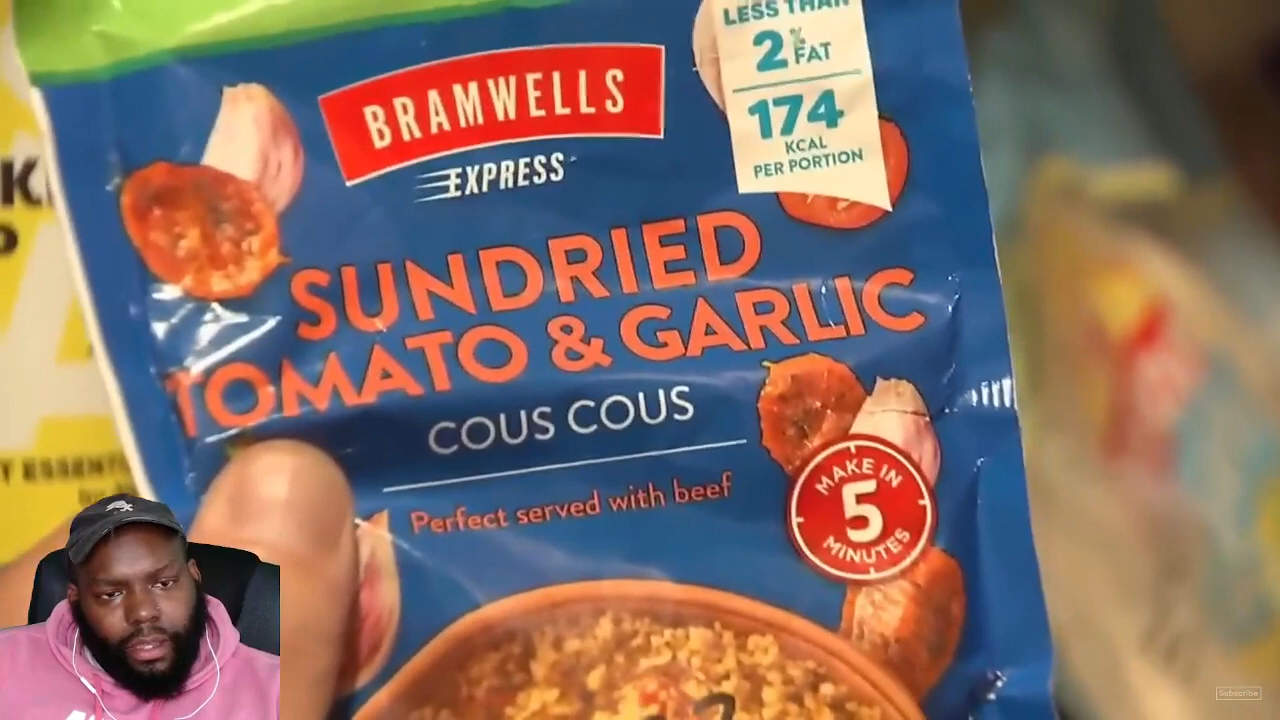 LESS THAN
2% FAT
174
KCAL
PER PORTION
BRAMWELLS
EXPRESS
SUNDRIED
TOMATO & GARLIC
COUS COUS
Perfect served with beef
MAKE IN
5
MINUTES
Subscribe